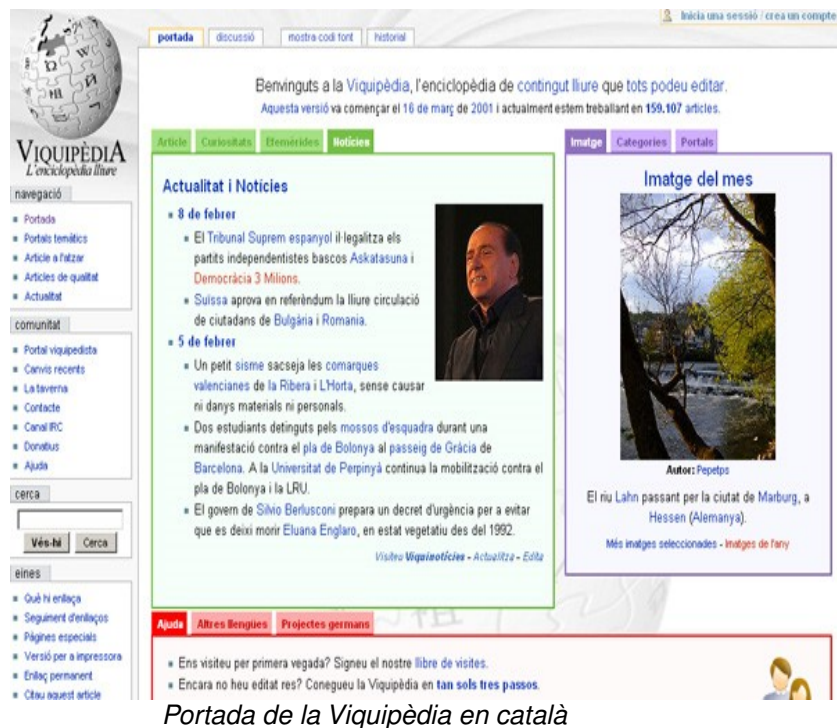 Inicia una sessió / crea un compte
portada discussió mostra codi font historial
VIQUIPÈDIA
L'enciclopèdia lliure
navegació
Portada
Portals temàtics
Article a l'atzar
Articles de qualitat
Actualitat
comunitat
Portal viquipedista
Canvis recents
La taverna
Contacte
Canal IRC
Donatius
Ajuda
cerca
Vés-hi Cerca
eines
Què hi enllaça
Seguiment d'enllaços
Pàgines especials
Versió per a impressora
Enllaç permanent
Citau aquest article
Benvinguts a la Viquipèdia, l'enciclopèdia de contingut lliure que tots podeu editar.
Aquesta versió va començar el 16 de març de 2001 i actualment estem treballant en 159.107 articles.
Article Curiositats Efemèrides Notícies
Actualitat i Notícies
8 de febrer
El Tribunal Suprem espanyol il·legalitza els
partits independentistes bascos Askatasuna i
Democràcia 3 Milions.
Suïssa aprova en referèndum la lliure circulació
de ciutadans de Bulgària i Romania.
5 de febrer
Un petit sisme sacseja les comarques
valencianes de la Ribera i L'Horta, sense causar
ni danys materials ni personals.
Dos estudiants detinguts pels mossos d'esquadra durant una
manifestació contra el pla de Bolonya al passeig de Gràcia de
Barcelona. A la Universitat de Perpinyà continua la mobilització contra el
pla de Bolonya i la LRU.
El govern de Silvio Berlusconi prepara un decret d'urgència per a evitar
que es deixi morir Eluana Englaro, en estat vegetatiu des del 1992.
Visiteu Viquinotícies - Actualitza - Edita
Imatge Categories Portals
Imatge del mes
Autor: Pepetps
El riu Lahn passant per la ciutat de Marburg, a
Hessen (Alemanya).
Més imatges seleccionades - Imatges de l'any
Ajuda Altres llengües Projectes germans
Ens visiteu per primera vegada? Signeu el nostre llibre de visites.
Encara no heu editat res? Conegueu la Viquipèdia en tan sols tres passos.
Portada de la Viquipèdia en català